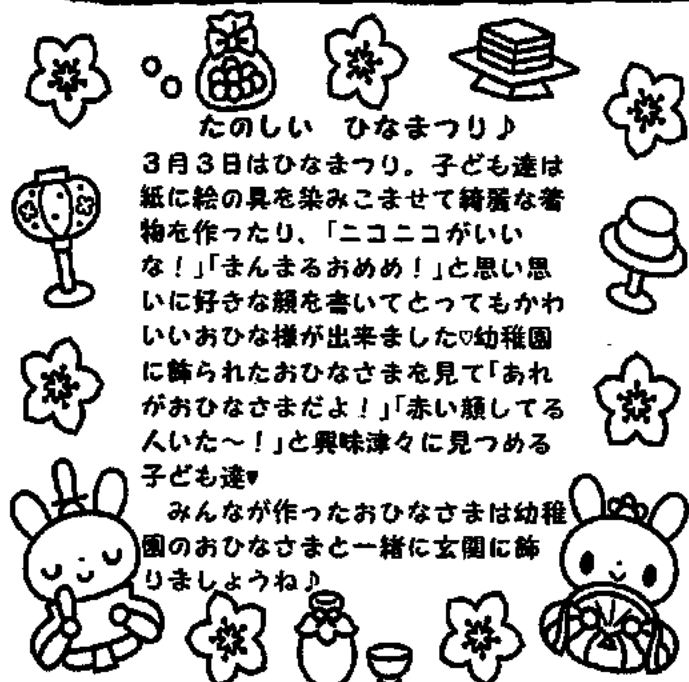 たのしい　ひなまつり♪
３月３日はひなまつり。子ども達は
紙に絵の具を染みこませて綺麗な着
物を作ったり、「ニコニコがいい
な！」「まんまるおめめ！」と思い思
いに好きな顔を書いてとってもかわ
いいおひな様が出来ました♡幼稚園
に飾られたおひなさまを見て「あれ
がおひなさまだよ！」「赤い顔してる
人いた～！」と興味津々に見つめる
子ども達♥
　みんなが作ったおひなさまは幼稚
園のおひなさまと一緒に玄関に飾
りましょうね♪